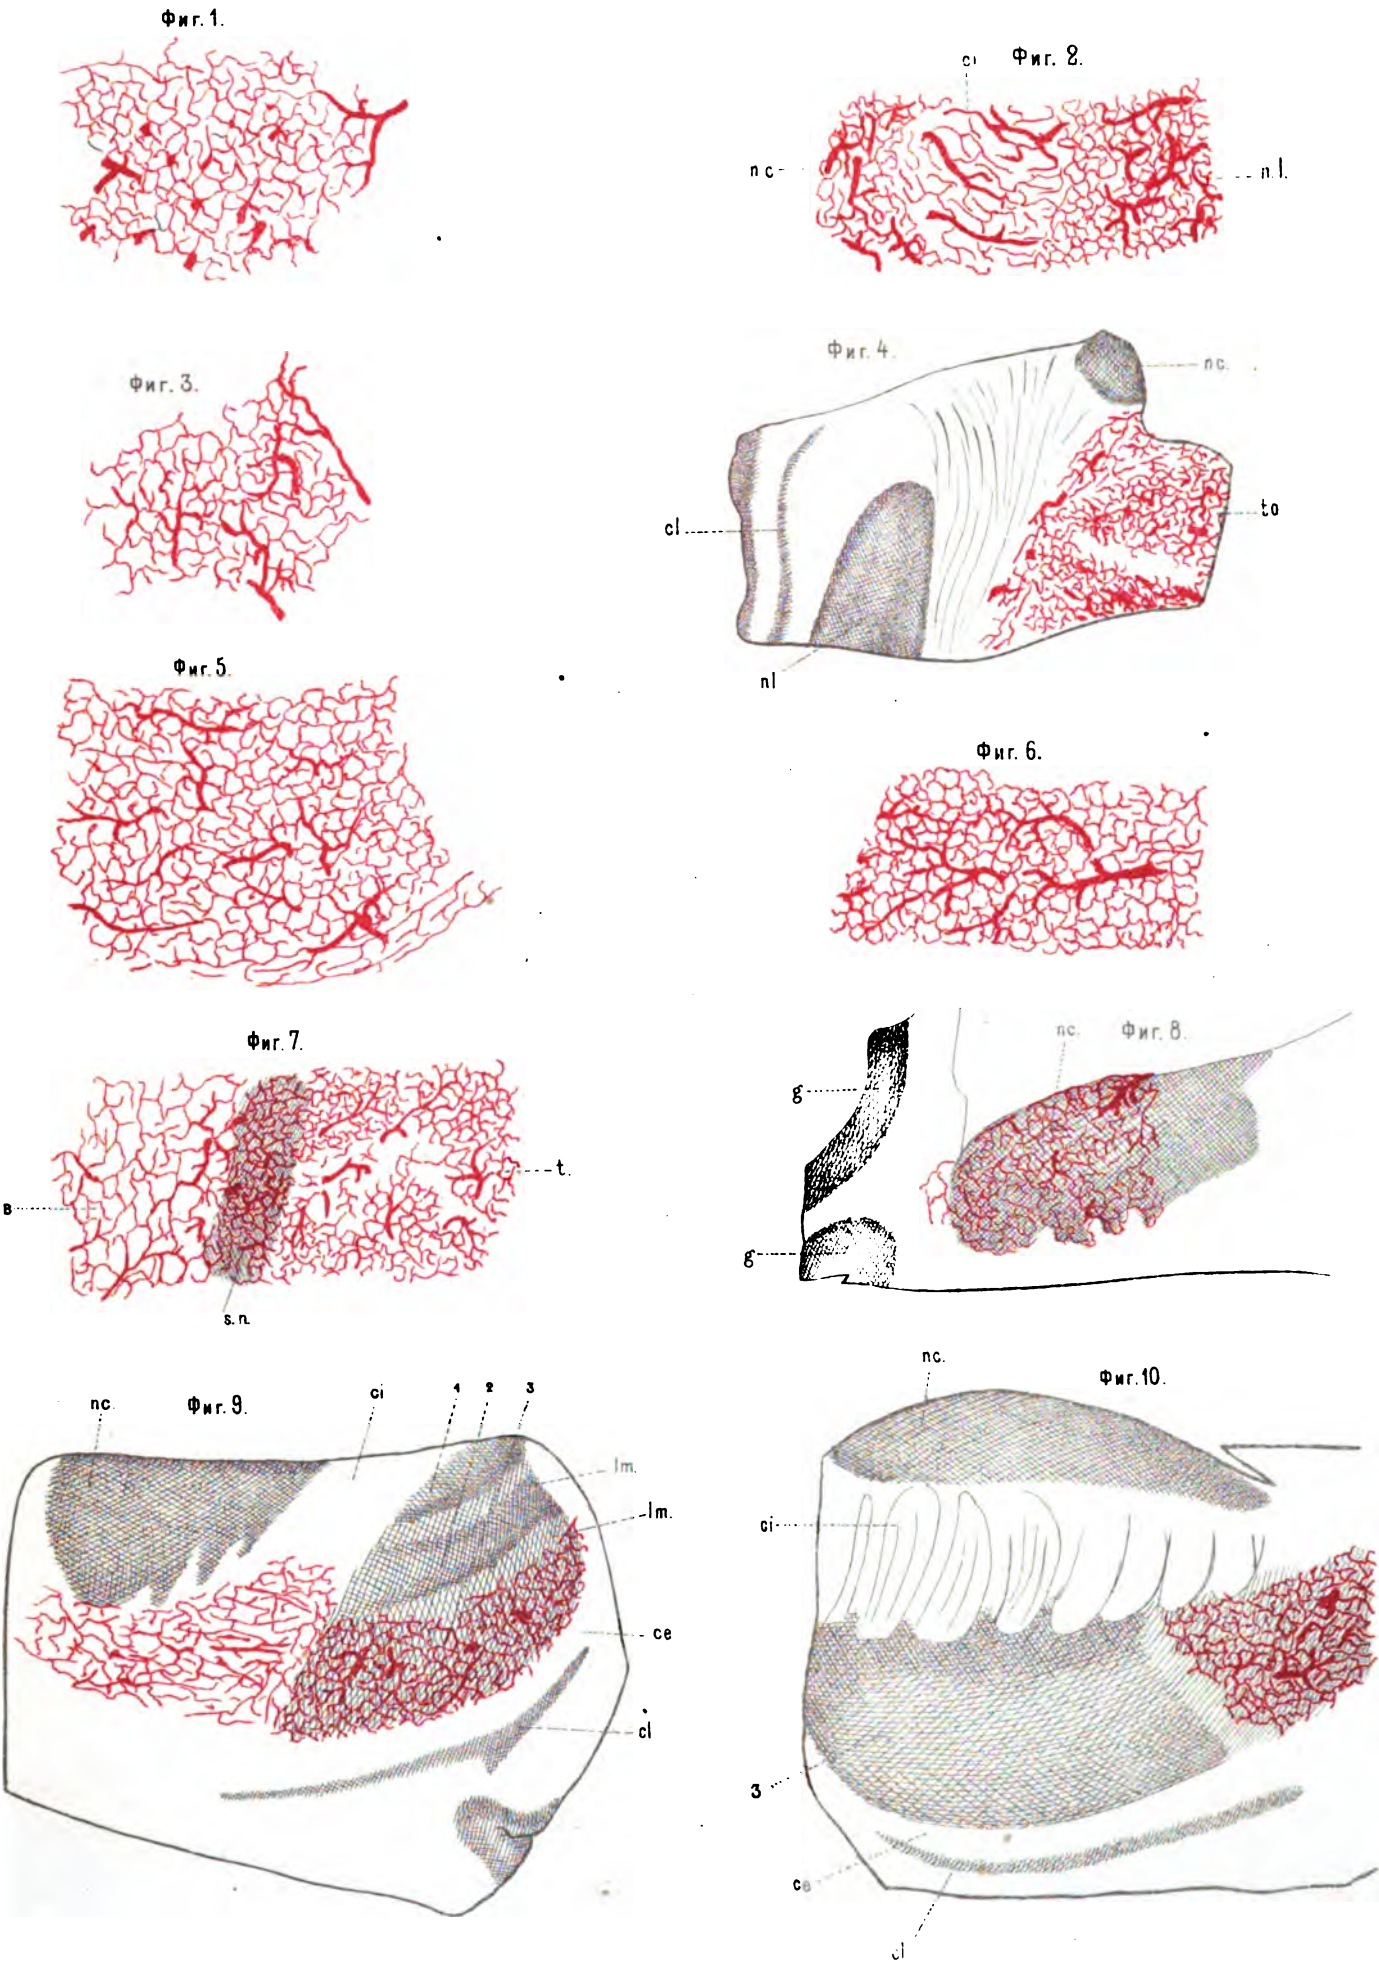 Фиг. 1.
Фиг. 2.
ci
nc
n.l.
Фиг. 3.
Фиг. 4.
nc.
cl
to
nl
Фиг. 5.
Фиг. 6.
Фиг. 7.
в
t.
s.n.
nc. Фиг. 8.
g
g
nc. Фиг. 9. ci 1 2 3
lm.
lm.
ce
cl
nc.
Фиг. 10.
ci
3
ce
cl